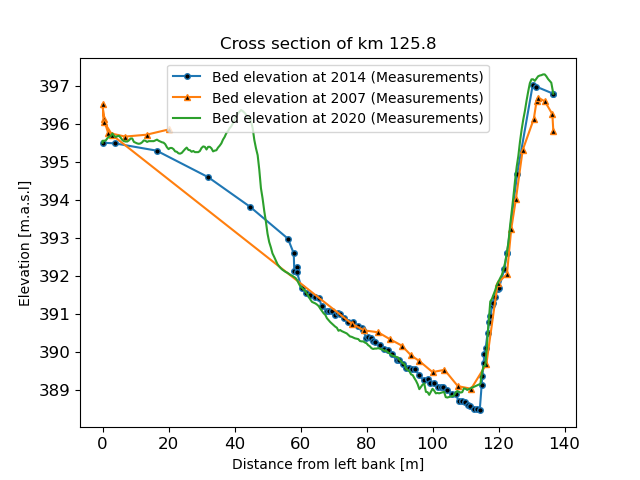 Cross section of km 125.8
Bed elevation at 2014 (Measurements)
Bed elevation at 2007 (Measurements)
Bed elevation at 2020 (Measurements)
Elevation [m.a.s.l]
397
396
395
394
393
392
391
390
389
0 20 40 60 80 100 120 140
Distance from left bank [m]